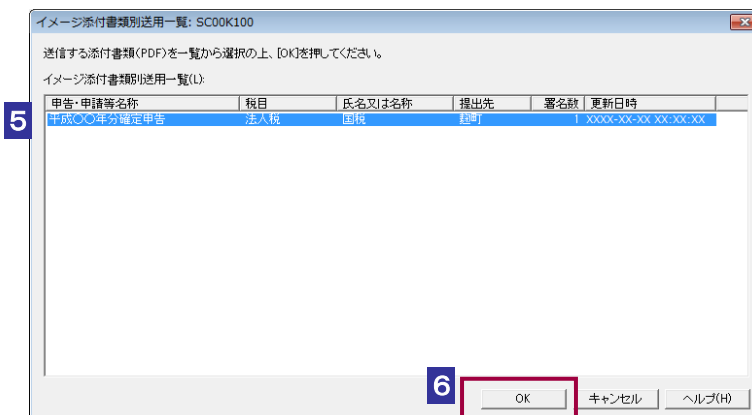 イメージ添付書類別送用一覧: SC00K100
送信する添付書類(PDF)を一覧から選択の上、[OK]を押してください。
イメージ添付書類別送用一覧(L):
申告・申請等名称 税目 氏名又は名称 提出先 署名数 更新日時
5 平成〇〇年分確定申告 法人税 国税 麹町 1 XXXX-XX-XX XX:XX:XX
6
OK キャンセル ヘルプ(H)